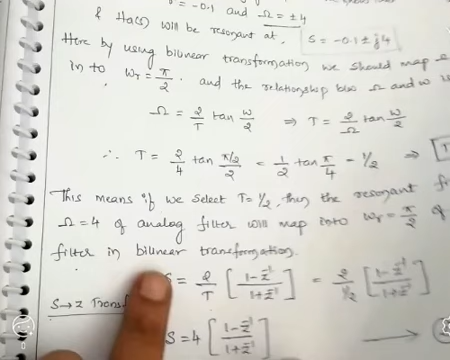 = -0.1 and Ω = ± 4
& Ha(s) will be resonant at. S = -0.1 ± j4
Here by using bilinear transformation we should map
in to ωr = π/2. and the relationship b/w Ω and ω
Ω = 2/T tan ω/2 ⇒ T = 2/Ω tan ω/2
∴ T = 2/4 tan (π/2)/2 = 1/2 tan π/4 = 1/2 ⇒
This means if we select T = 1/2, then the resonant
Ω = 4 of analog filter will map into ωr = π/2 of
filter in bilinear transformation.
S = 2/T [ (1-z⁻¹)/(1+z⁻¹) ] = 2/(1/2) [ (1-z⁻¹)/(1+z⁻¹) ]
S→z
S = 4 [ (1-z⁻¹)/(1+z⁻¹) ]